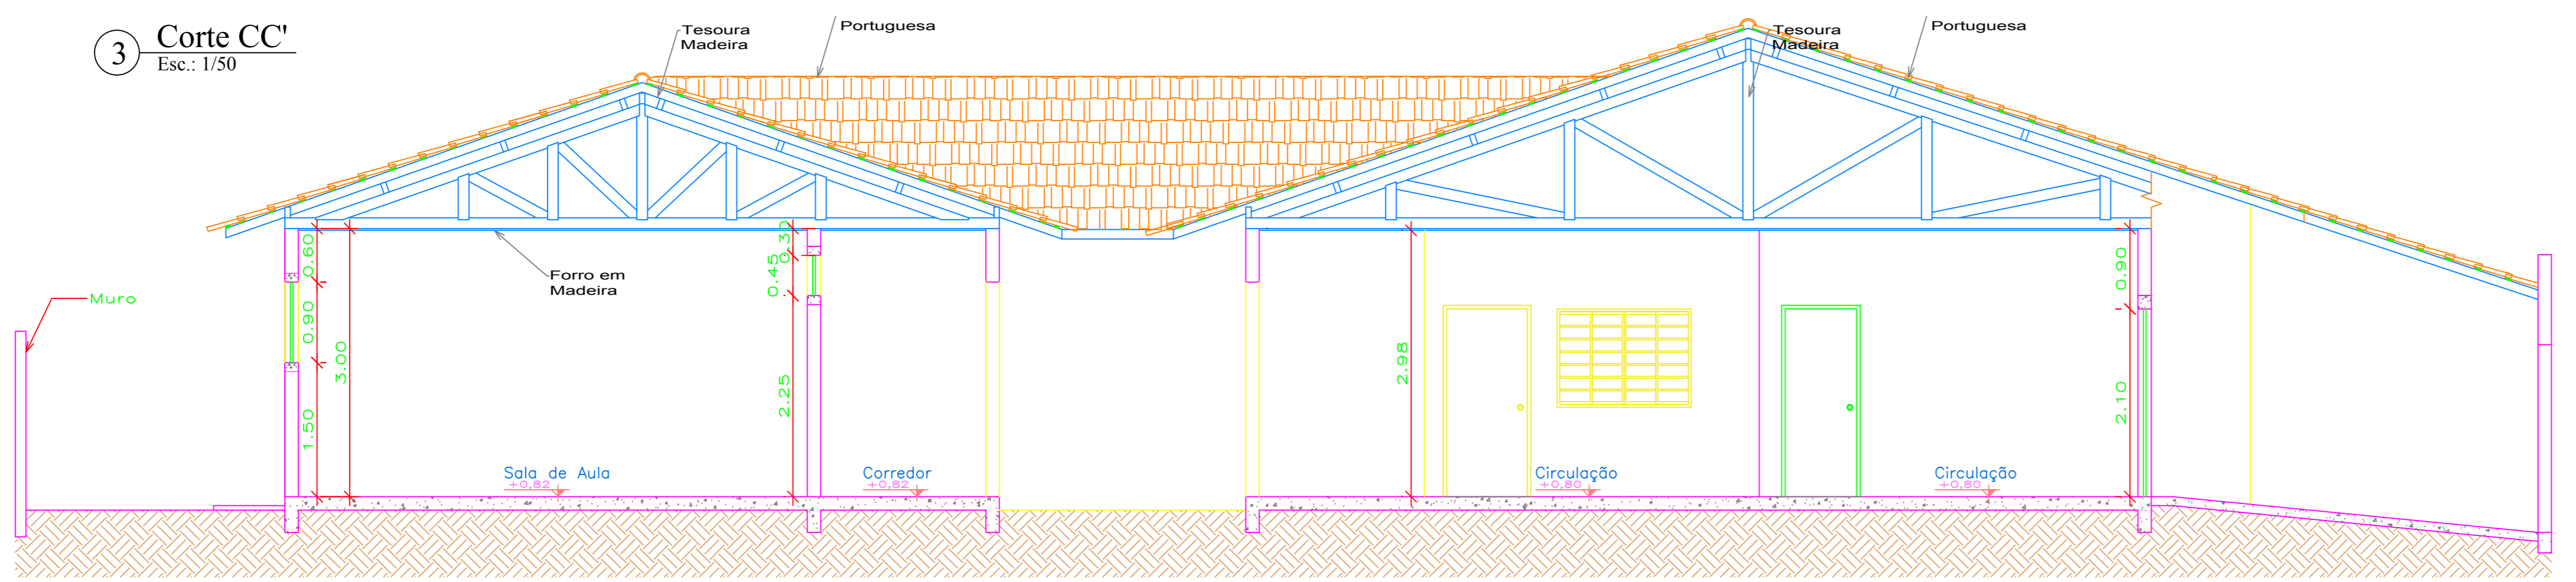 3
Corte CC'
Esc.: 1/50
Tesoura
Madeira
Portuguesa
Tesoura
Madeira
Portuguesa
Muro
Forro em
Madeira
0.60
0.90
1.50
3.00
0.30
0.45
2.25
2.98
0.90
2.10
Sala de Aula
+0,82
Corredor
+0,82
Circulação
+0,80
Circulação
+0,80